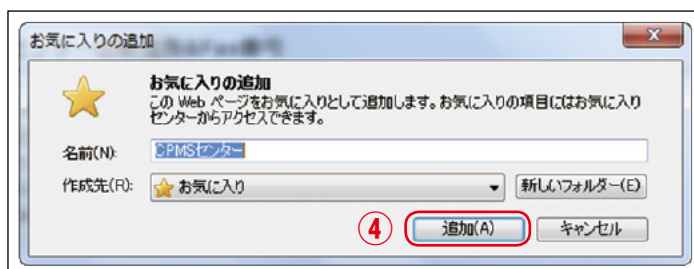 お気に入りの追加
お気に入りの追加
この Web ページをお気に入りとして追加します。お気に入りの項目にはお気に入り
センターからアクセスできます。
名前(N):
CPMSセンター
作成先(R):
お気に入り
新しいフォルダー(E)
④
追加(A)
キャンセル